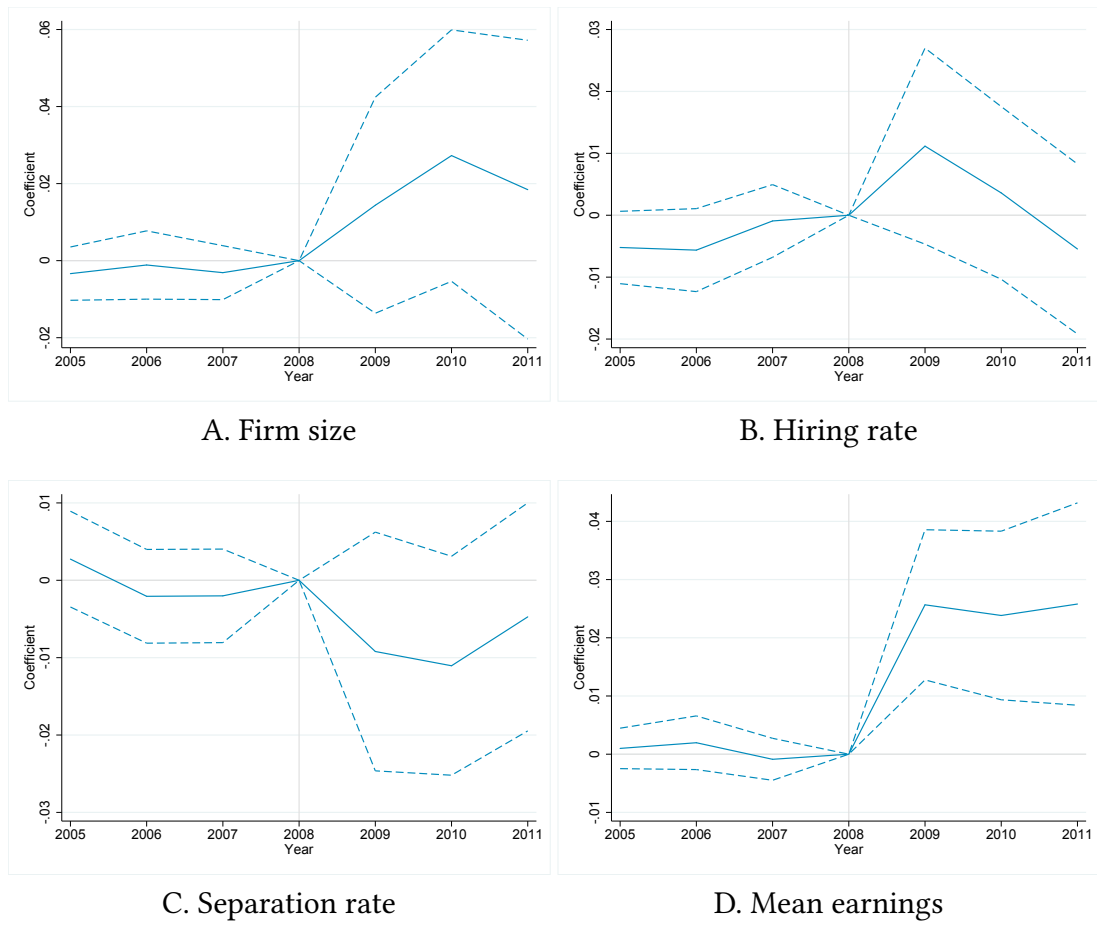 .06
.04
.02
0
-.02
Coefficient
2005 2006 2007 2008 2009 2010 2011
Year
A. Firm size
.03
.02
.01
0
-.01
-.02
Coefficient
2005 2006 2007 2008 2009 2010 2011
Year
B. Hiring rate
.01
0
-.01
-.02
-.03
Coefficient
2005 2006 2007 2008 2009 2010 2011
Year
C. Separation rate
.04
.03
.02
.01
0
-.01
Coefficient
2005 2006 2007 2008 2009 2010 2011
Year
D. Mean earnings